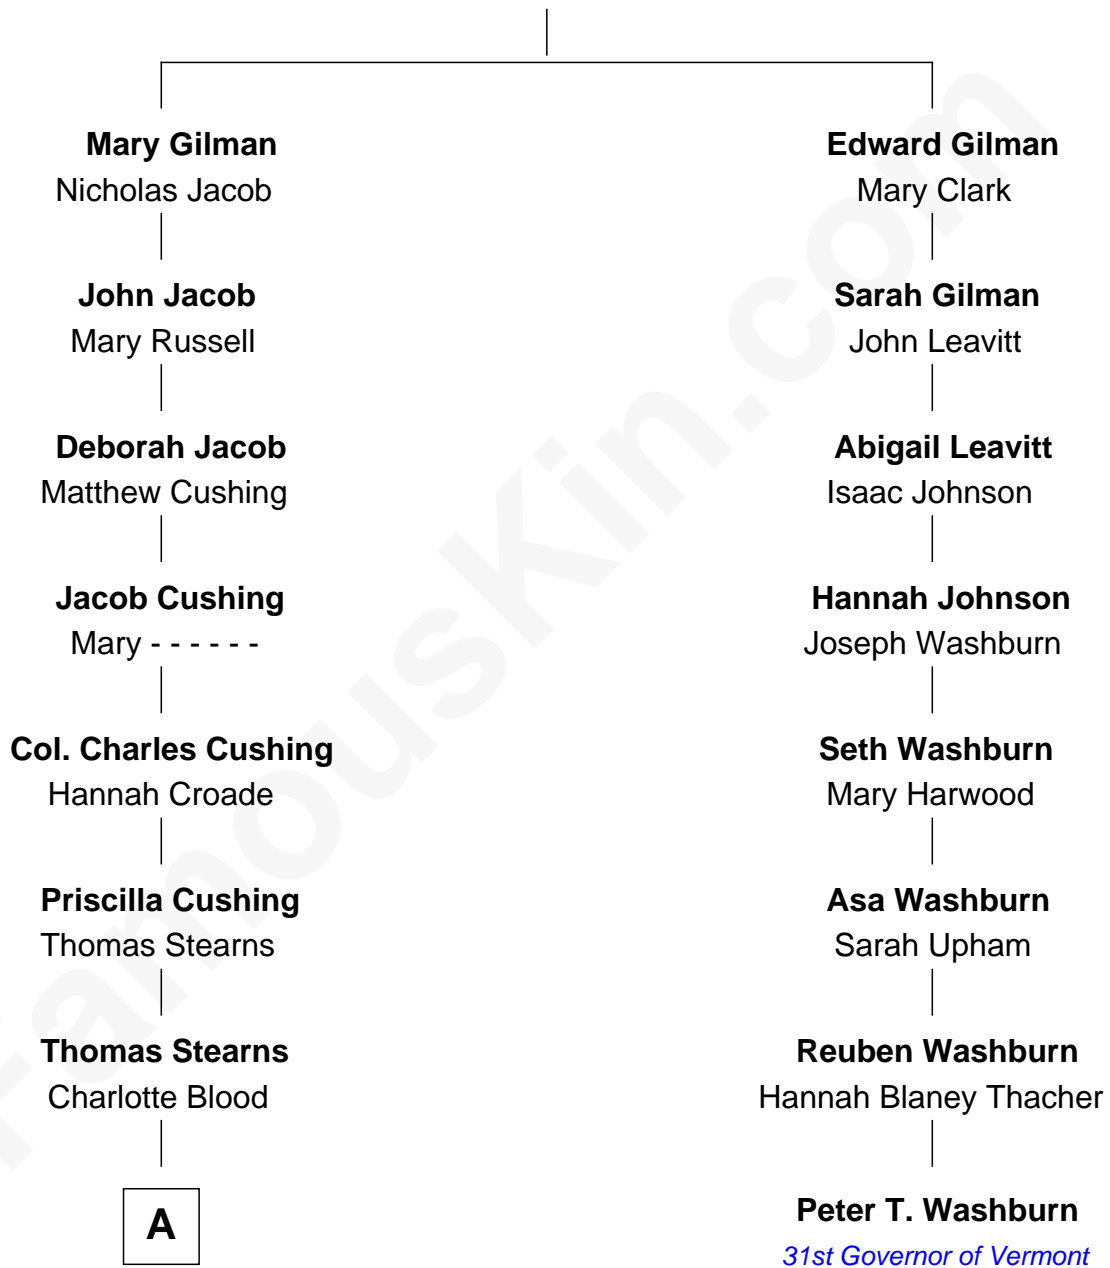 Mary Gilman
Nicholas Jacob
John Jacob
Mary Russell
Deborah Jacob
Matthew Cushing
Jacob Cushing
Mary - - - - - -
Col. Charles Cushing
Hannah Croade
Priscilla Cushing
Thomas Stearns
Thomas Stearns
Charlotte Blood
A
Edward Gilman
Mary Clark
Sarah Gilman
John Leavitt
Abigail Leavitt
Isaac Johnson
Hannah Johnson
Joseph Washburn
Seth Washburn
Mary Harwood
Asa Washburn
Sarah Upham
Reuben Washburn
Hannah Blaney Thacher
Peter T. Washburn
31st Governor of Vermont
FamousKin.com